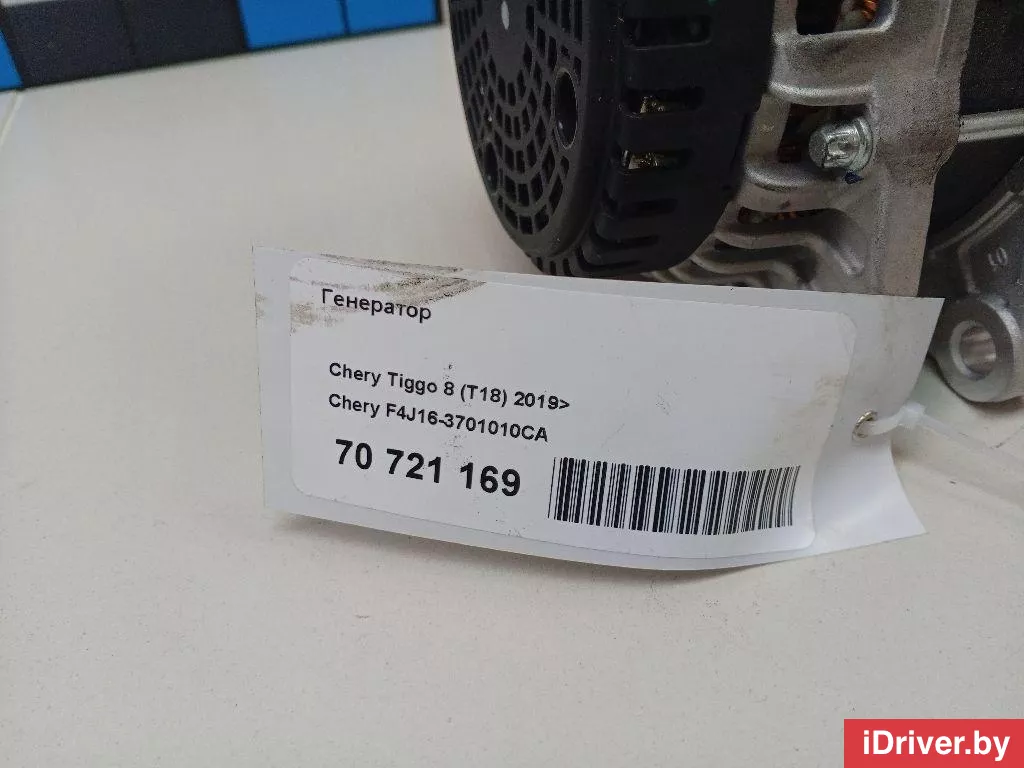 Генератор
Chery Tiggo 8 (T18) 2019>
Chery F4J16-3701010CA
70 721 169
iDriver.by